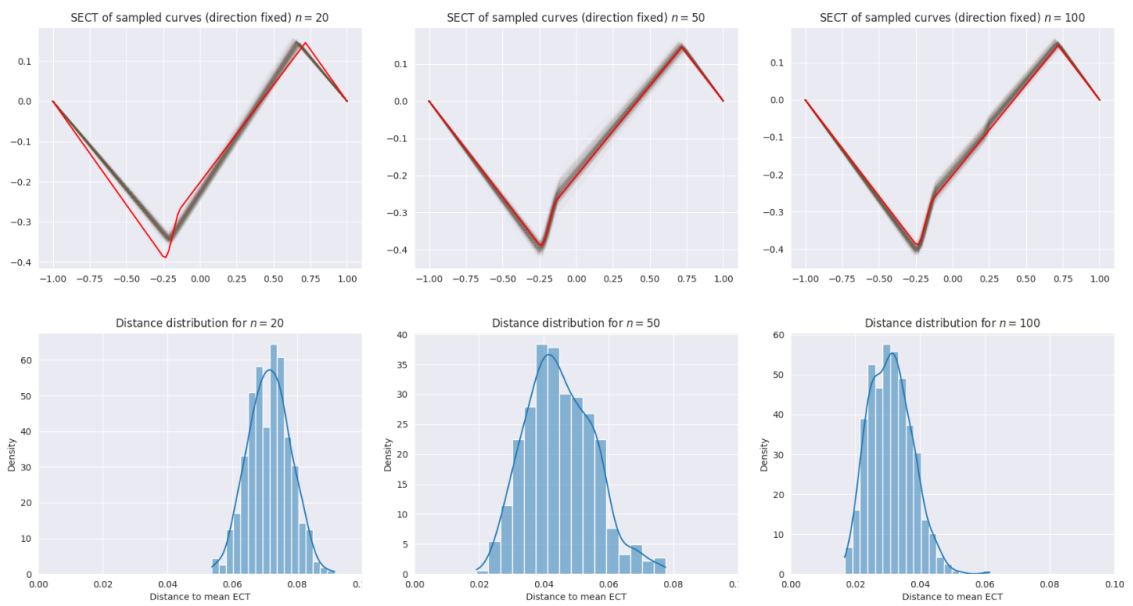 SECT of sampled curves (direction fixed) n = 20
SECT of sampled curves (direction fixed) n = 50
SECT of sampled curves (direction fixed) n = 100
0.1
0.0
−0.1
−0.2
−0.3
−0.4
−1.00 −0.75 −0.50 −0.25 0.00 0.25 0.50 0.75 1.00
0.1
0.0
−0.1
−0.2
−0.3
−0.4
−1.00 −0.75 −0.50 −0.25 0.00 0.25 0.50 0.75 1.00
0.1
0.0
−0.1
−0.2
−0.3
−0.4
−1.00 −0.75 −0.50 −0.25 0.00 0.25 0.50 0.75 1.00
Distance distribution for n = 20
Density
60
50
40
30
20
10
0
0.00 0.02 0.04 0.06 0.08 0.1
Distance to mean ECT
Distance distribution for n = 50
Density
40
35
30
25
20
15
10
5
0
0.00 0.02 0.04 0.06 0.08 0.1
Distance to mean ECT
Distance distribution for n = 100
Density
60
50
40
30
20
10
0
0.00 0.02 0.04 0.06 0.08 0.10
Distance to mean ECT